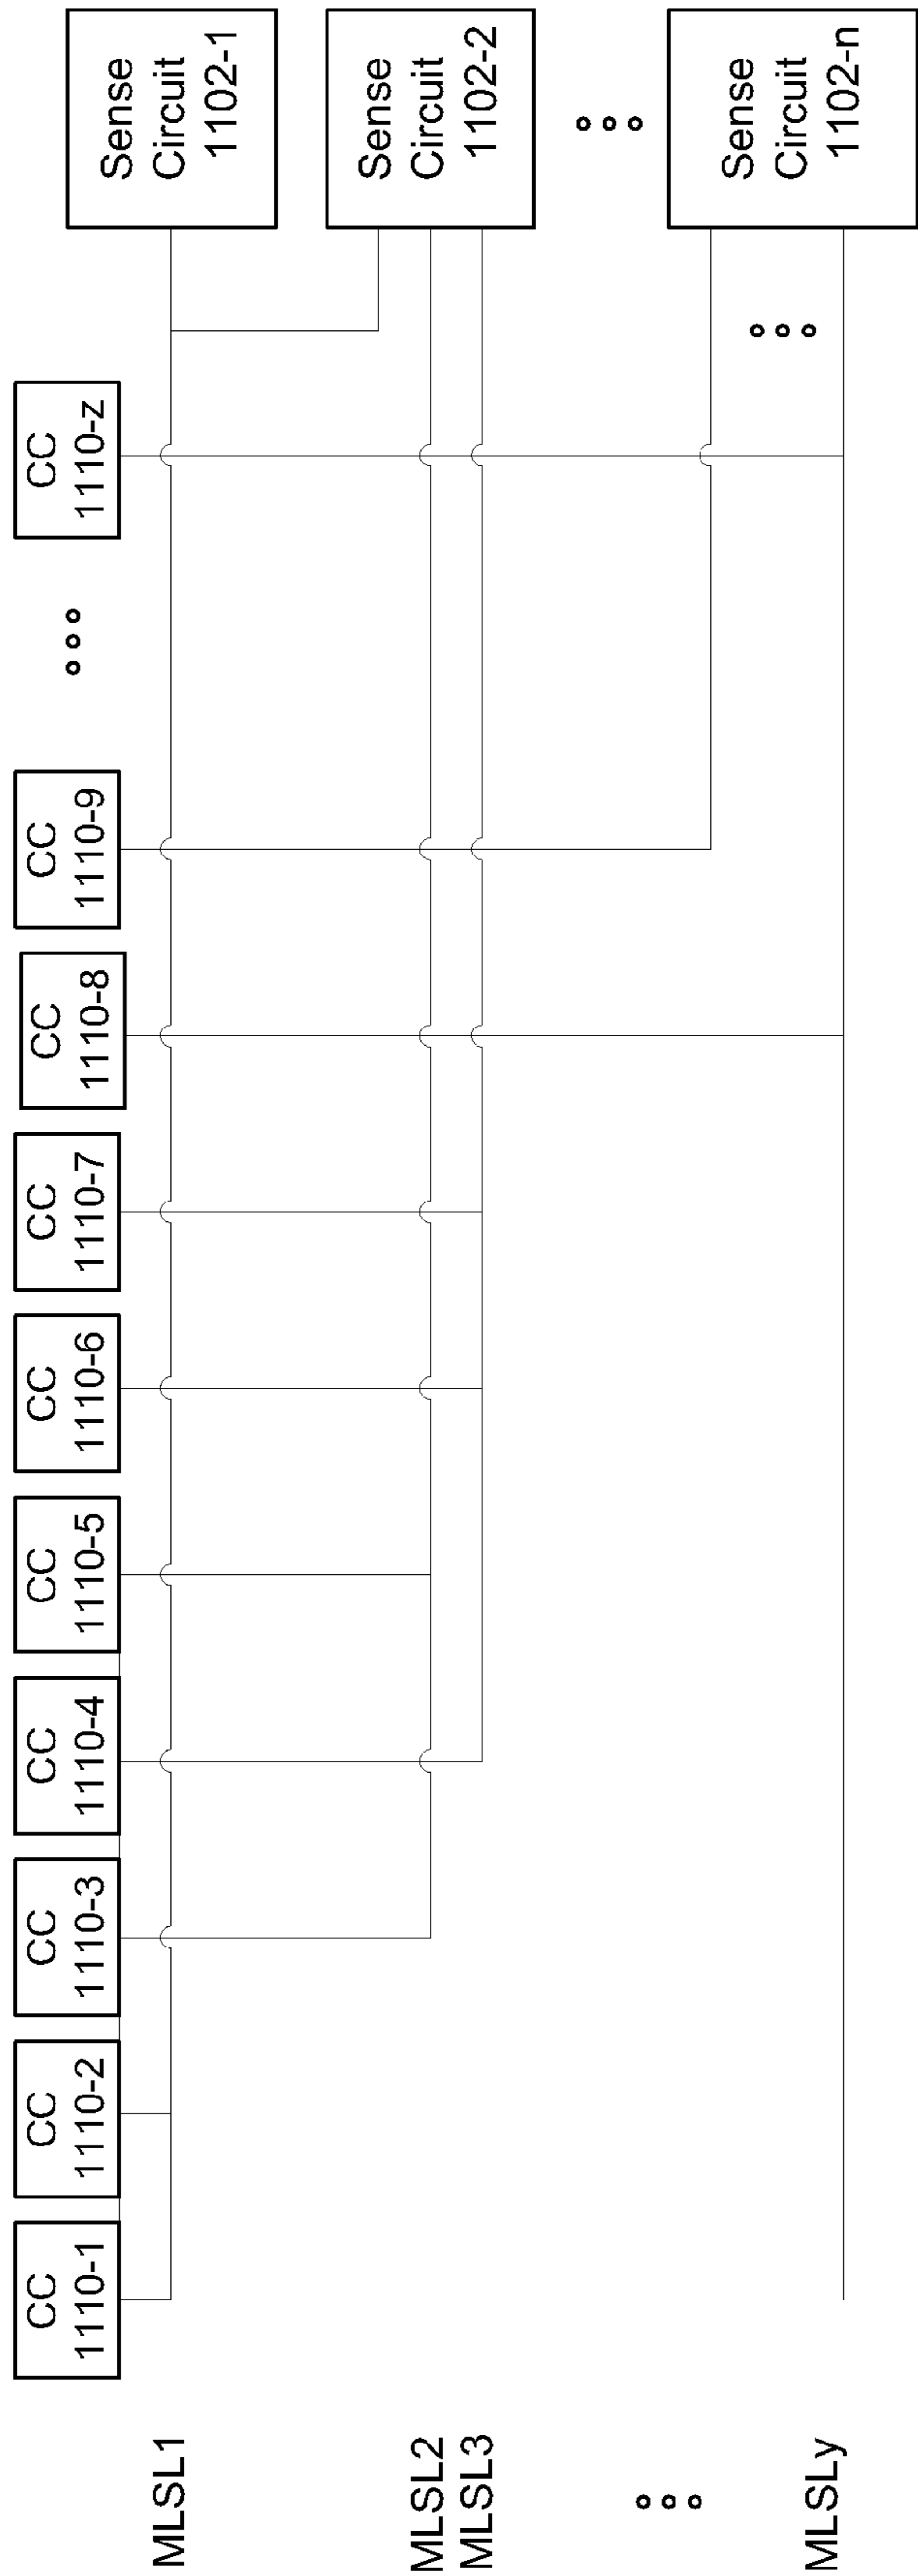 CC
1110-1
CC
1110-2
CC
1110-3
CC
1110-4
CC
1110-5
CC
1110-6
CC
1110-7
CC
1110-8
CC
1110-9
CC
1110-z
Sense
Circuit
1102-1
MLSL1
Sense
Circuit
1102-2
MLSL2
MLSL3
Sense
Circuit
1102-n
MLSLy